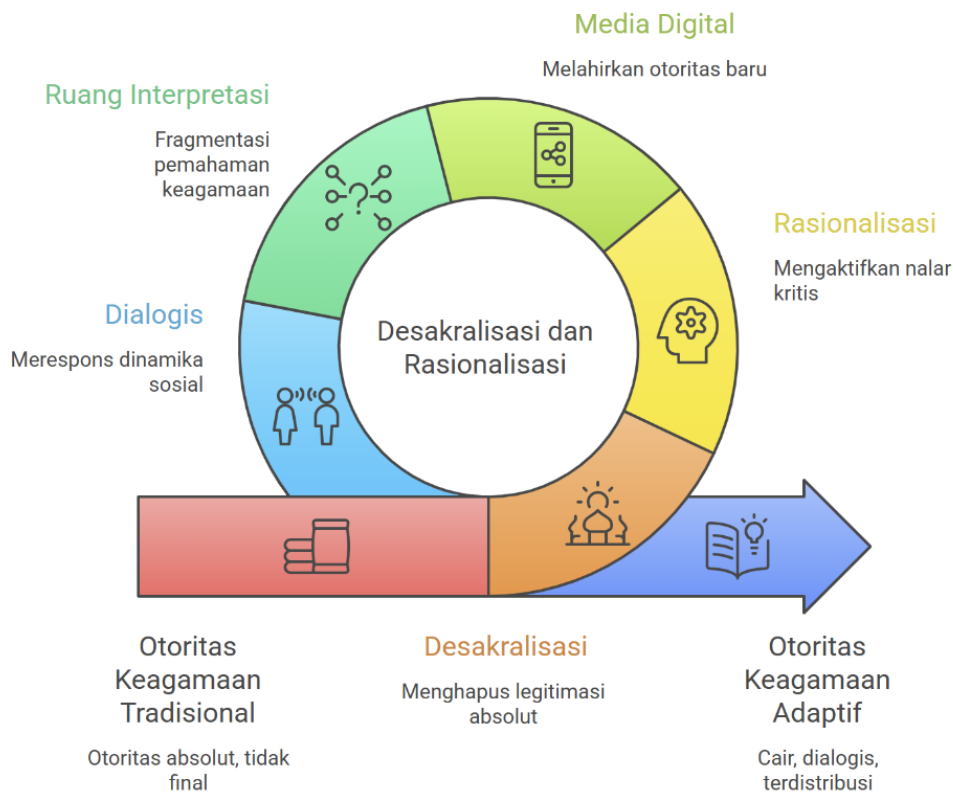 Media Digital
Melahirkan otoritas baru
Ruang Interpretasi
Fragmentasi
pemahaman
keagamaan
Rasionalisasi
Mengaktifkan nalar
kritis
Dialogis
Merespons dinamika
sosial
Desakralisasi dan
Rasionalisasi
Otoritas
Keagamaan
Tradisional
Otoritas absolut, tidak
final
Desakralisasi
Menghapus legitimasi
absolut
Otoritas
Keagamaan
Adaptif
Cair, dialogis,
terdistribusi